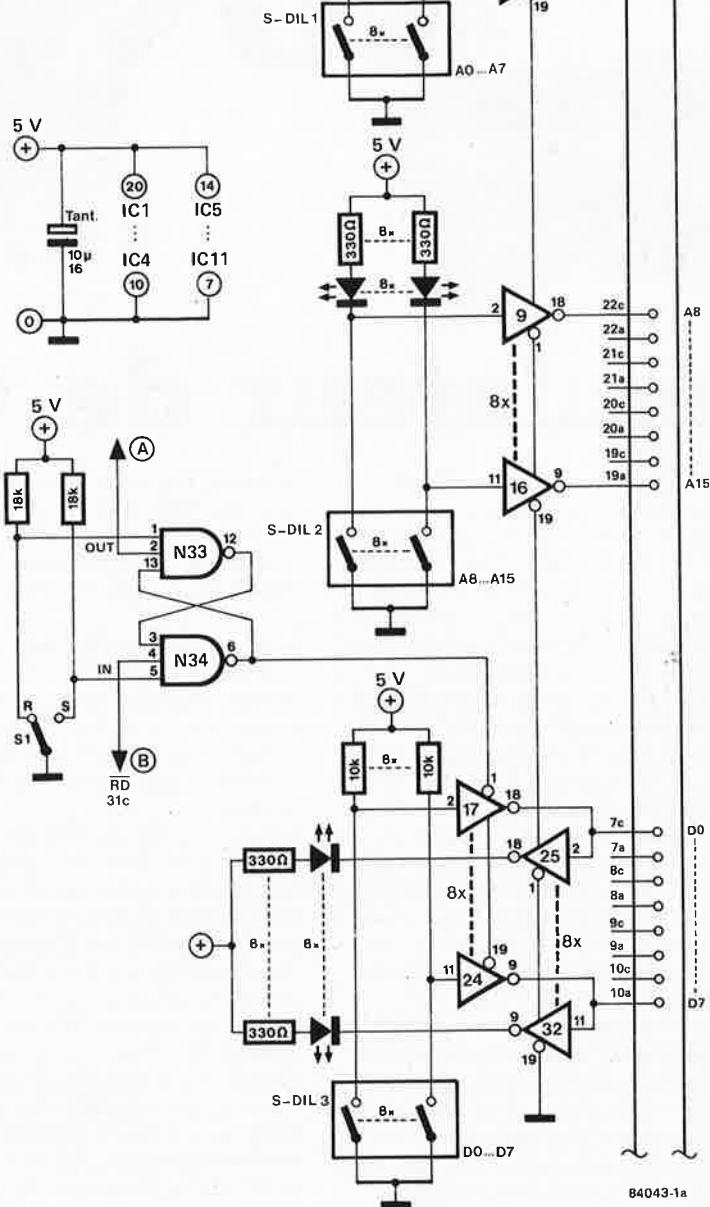 19
S-DIL 1
8x
A0...A7
5 V
+
Tant.
10µ
16
0
20
IC1
IC4
10
14
IC5
IC11
7
5 V
+
330Ω
8x
330Ω
8x
2
9
18
1
8x
11
16
9
19
22c
22a
21c
21a
20c
20a
19c
19a
A8
A15
S-DIL 2
8x
A8...A15
5 V
+
18k
18k
A
OUT
1
2
13
N33
12
3
4
5
N34
6
IN
R
S
S1
B
RD
31c
5 V
+
10k
8x
10k
2
17
1
18
18
25
2
1
8x
8x
11
24
19
9
9
32
11
19
330Ω
8x
8x
+
330Ω
7c
7a
8c
8a
9c
9a
10c
10a
D0
D7
S-DIL 3
8x
D0...D7
84043-1a